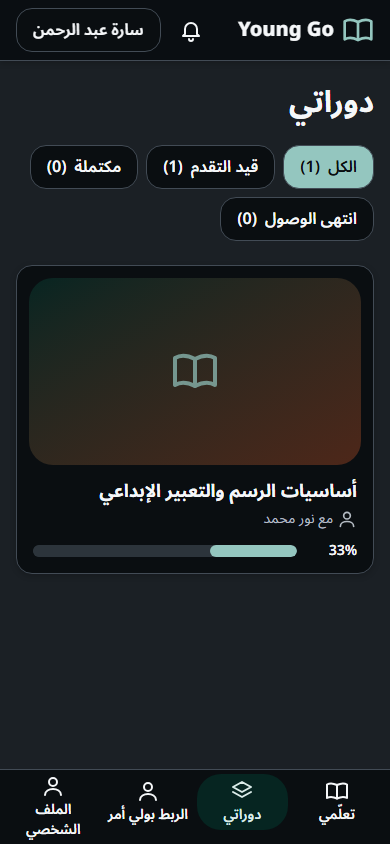 Young Go
سارة عبد الرحمن
دوراتي
الكل (1)
قيد التقدم (1)
مكتملة (0)
انتهى الوصول (0)
أساسيات الرسم والتعبير الإبداعي
مع نور محمد
33%
تعلّمي
دوراتي
الربط بولي أمر
الملف
الشخصي